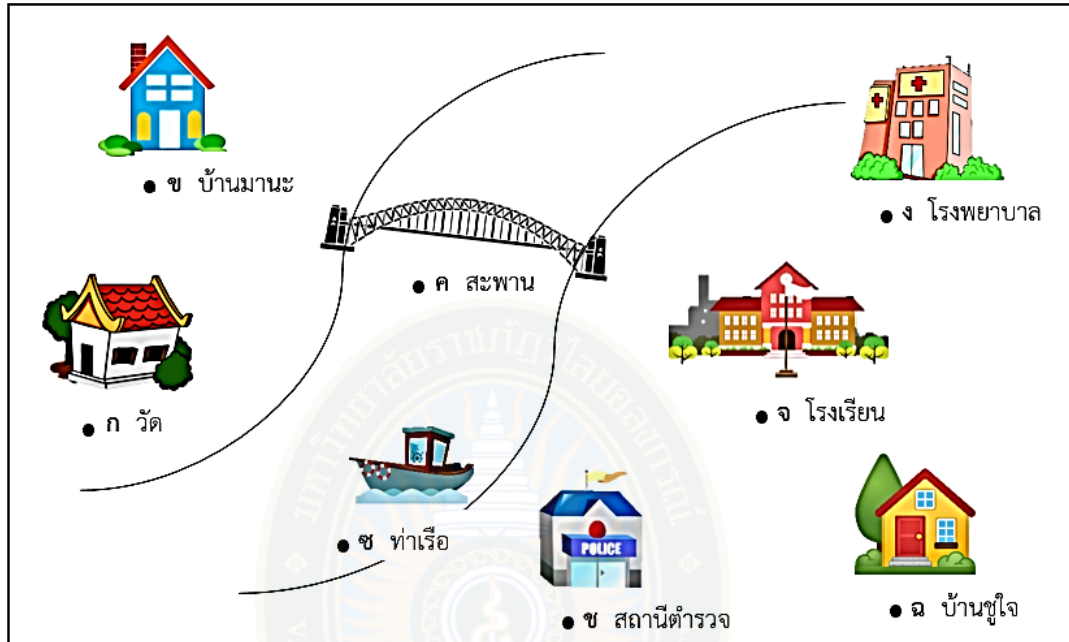 ● ข บ้านมานะ
● ง โรงพยาบาล
● ค สะพาน
● ก วัด
● จ โรงเรียน
● ซ ท่าเรือ
POLICE
● ช สถานีตำรวจ
● ฉ บ้านชูใจ